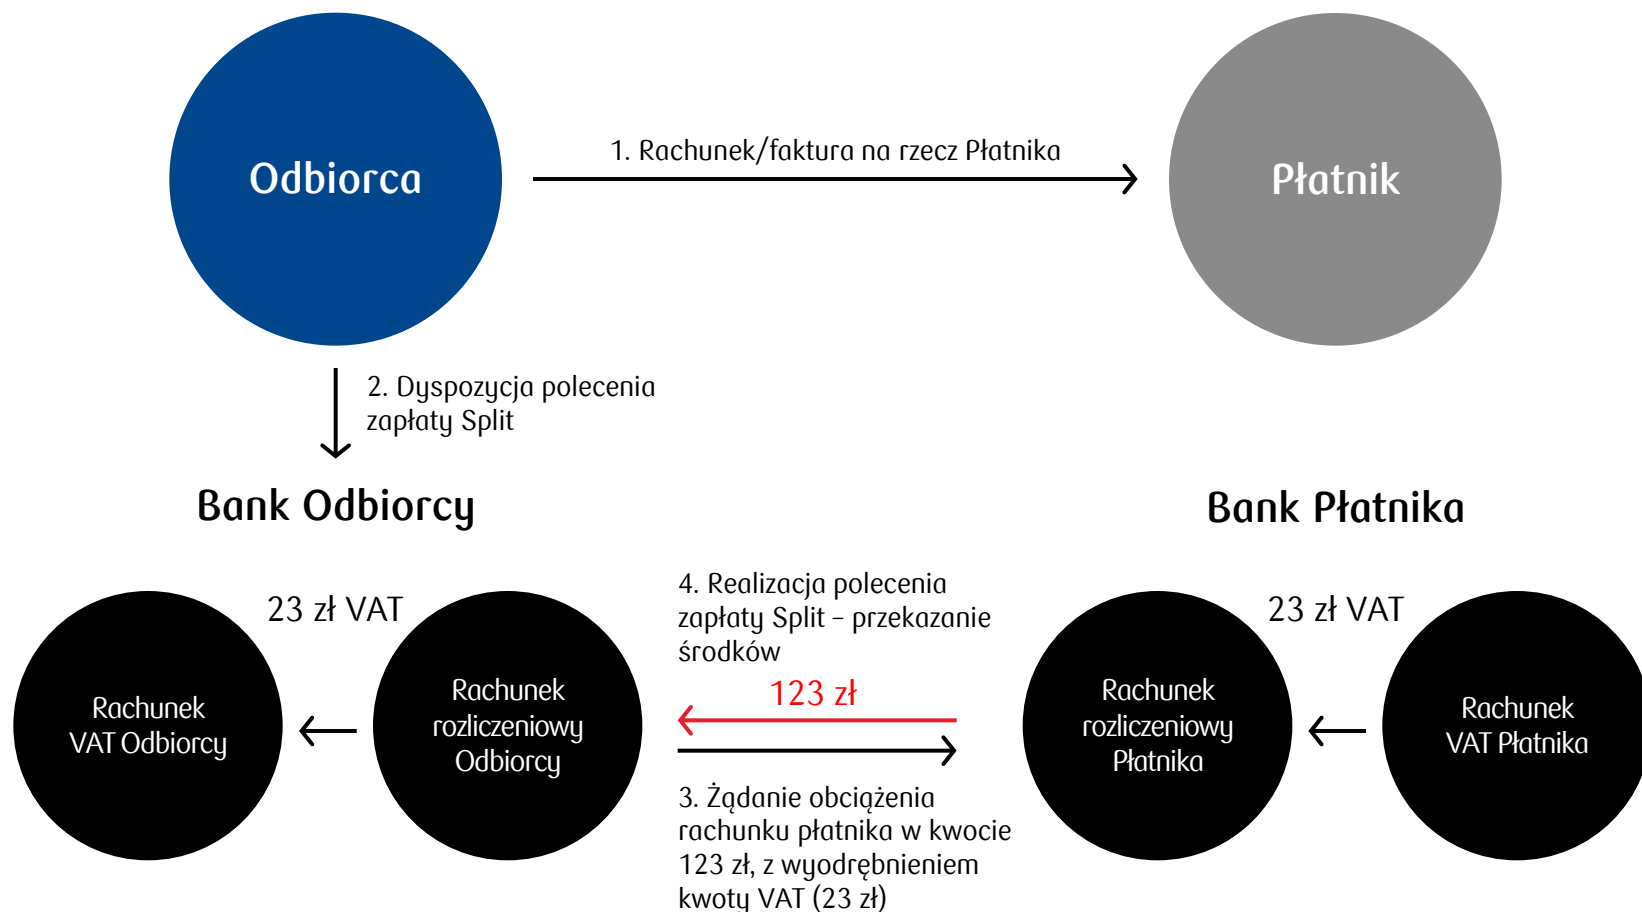 Odbiorca
1. Rachunek/faktura na rzecz Płatnika
Płatnik
2. Dyspozycja polecenia
zapłaty Split
Bank Odbiorcy
Bank Płatnika
23 zł VAT
Rachunek
VAT Odbiorcy
Rachunek
rozliczeniowy
Odbiorcy
4. Realizacja polecenia
zapłaty Split – przekazanie
środków
123 zł
3. Żądanie obciążenia
rachunku płatnika w kwocie
123 zł, z wyodrębnieniem
kwoty VAT (23 zł)
23 zł VAT
Rachunek
rozliczeniowy
Płatnika
Rachunek
VAT Płatnika